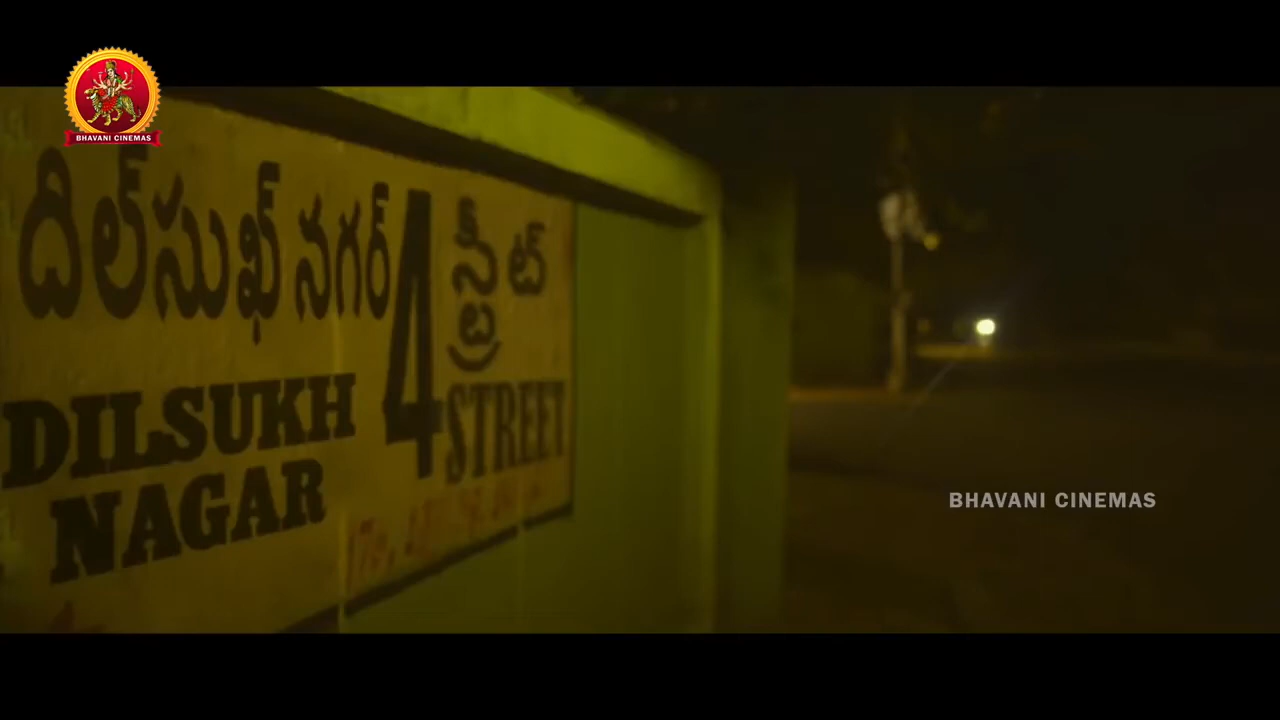 BHAVANI CINEMAS
దిల్‌సుఖ్ నగర్ 4 స్ట్రీట్
DILSUKH
NAGAR
STREET
BHAVANI CINEMAS